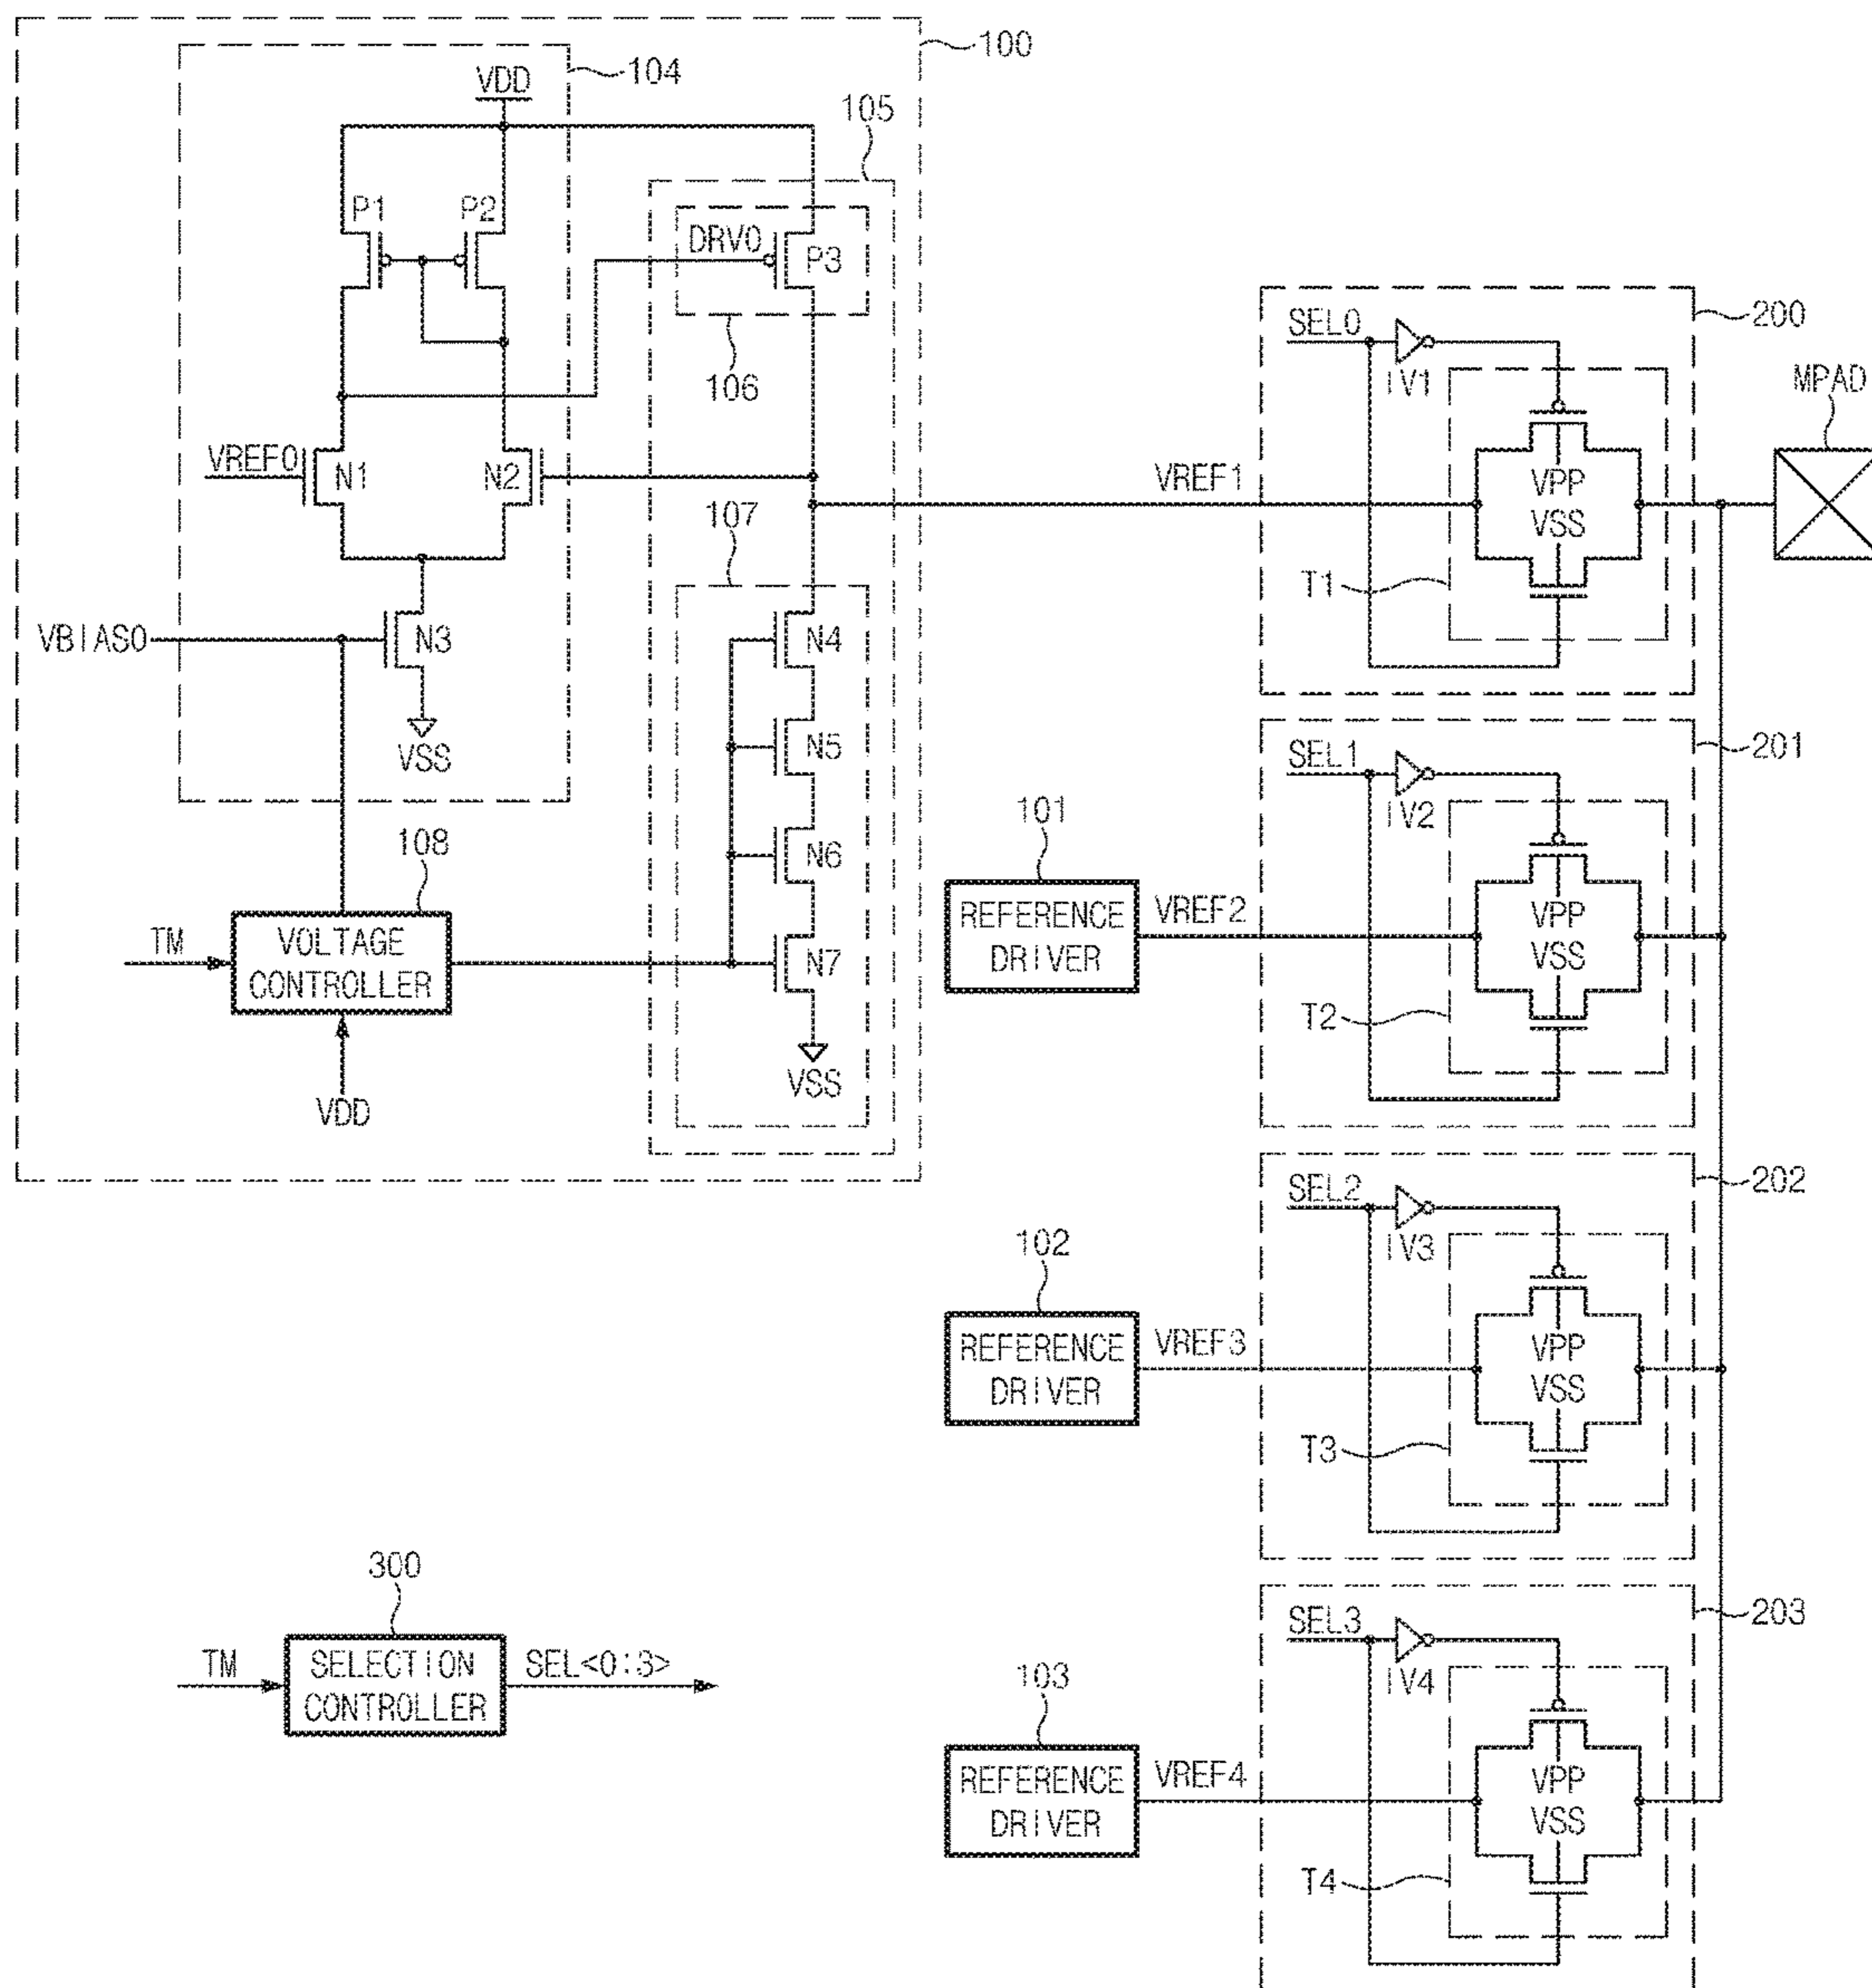 100
104
VDD
105
P1
P2
DRV0
P3
106
VREF0
N1
N2
107
VBIAS0
N3
VSS
N4
N5
N6
N7
VSS
108
TM
VOLTAGE
CONTROLLER
VDD
VREF1
SEL0
IV1
200
MPAD
VPP
VSS
T1
101
REFERENCE
DRIVER
VREF2
SEL1
IV2
201
VPP
VSS
T2
102
REFERENCE
DRIVER
VREF3
SEL2
IV3
202
VPP
VSS
T3
300
TM
SELECTION
CONTROLLER
SEL<0:3>
103
REFERENCE
DRIVER
VREF4
SEL3
IV4
203
VPP
VSS
T4